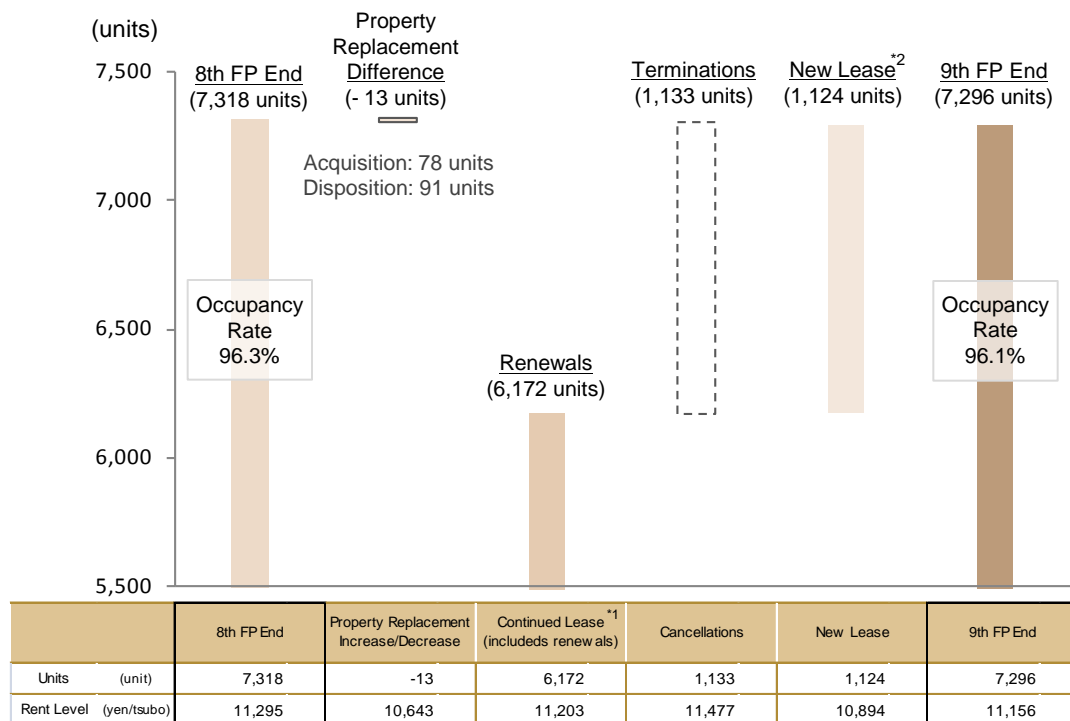 (units)
Property
Replacement
Difference
(- 13 units)
8th FP End
(7,318 units)
Terminations
(1,133 units)
New Lease*2
(1,124 units)
9th FP End
(7,296 units)
7,500
Acquisition: 78 units
Disposition: 91 units
7,000
Occupancy
Rate
96.3%
Occupancy
Rate
96.1%
6,500
Renewals
(6,172 units)
6,000
5,500
8th FP End
Property Replacement
Increase/Decrease
Continued Lease *1
(includeds renewals)
Cancellations
New Lease
9th FP End
Units (unit) 7,318 -13 6,172 1,133 1,124 7,296
Rent Level (yen/tsubo) 11,295 10,643 11,203 11,477 10,894 11,156